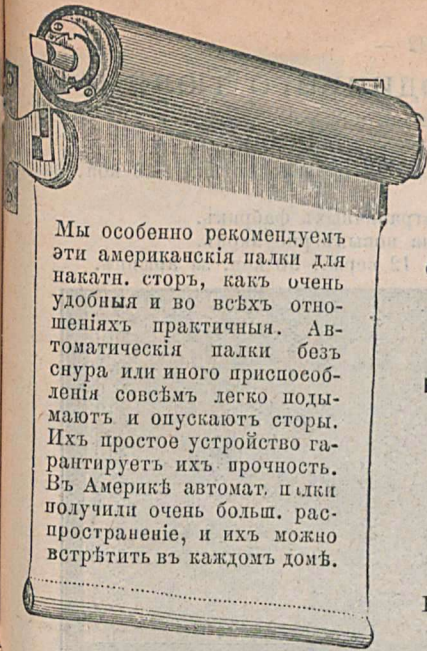 Мы особенно рекомендуемъ
эти американскія палки для
накатн. сторъ, какъ очень
удобныя и во всѣхъ отно-
шеніяхъ практичныя. Ав-
томатическія палки безъ
снура или иного приспособ-
ленія совсѣмъ легко поды-
маютъ и опускаютъ сторы.
Ихъ простое устройство га-
рантируетъ ихъ прочность.
Въ Америкѣ автомат. палки
получили очень больш. рас-
пространеніе, и ихъ можно
встрѣтить въ каждомъ домѣ.